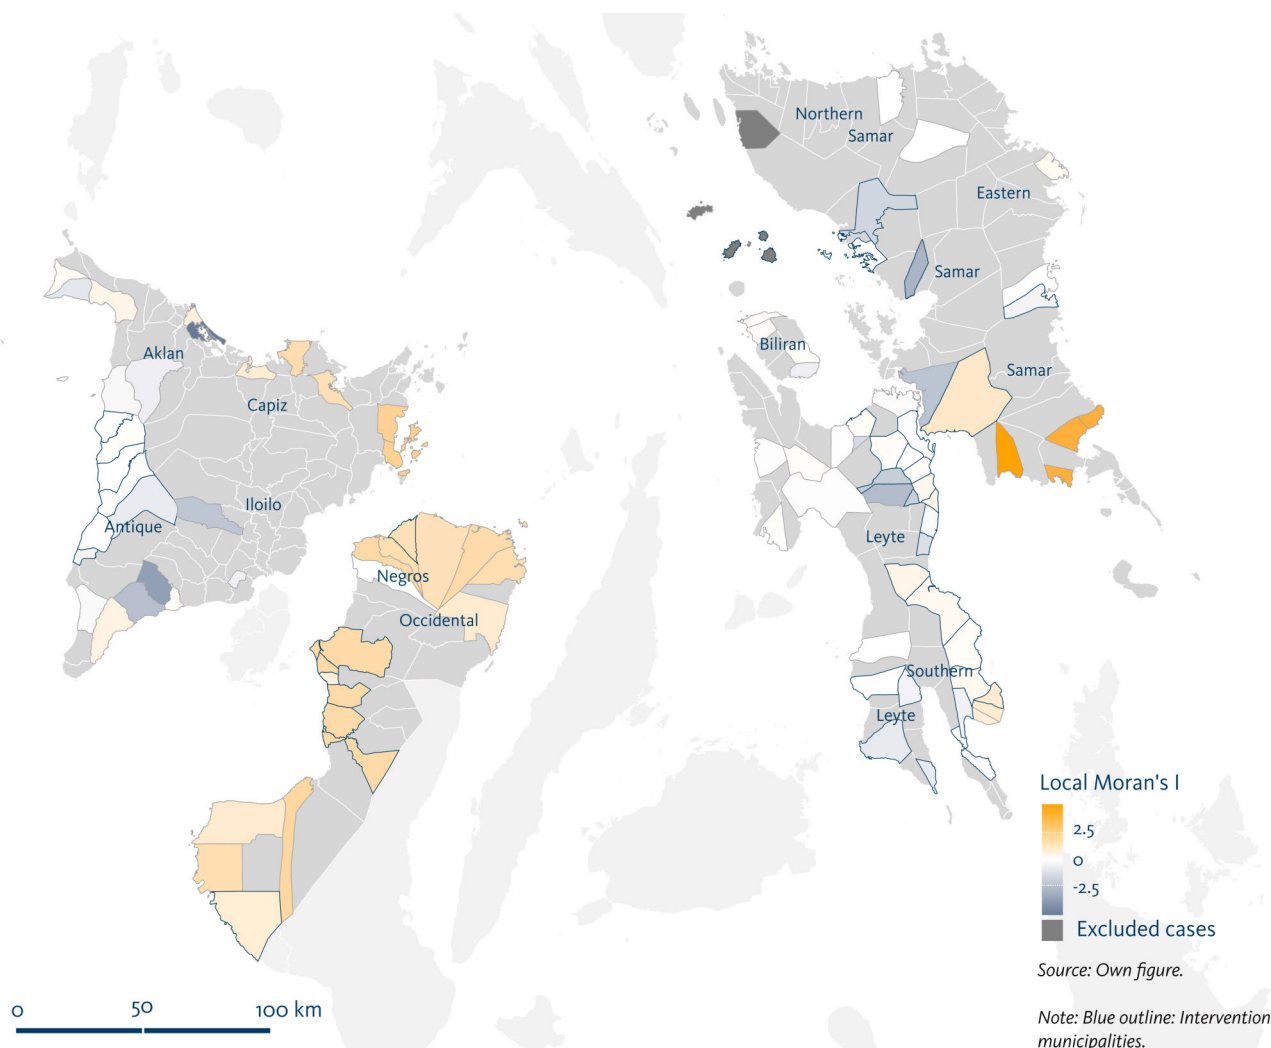 Northern
Samar
Eastern
Samar
Biliran
Samar
Aklan
Capiz
Iloilo
Antique
Negros
Occidental
Leyte
Southern
Leyte
Local Moran's I
2.5
0
-2.5
Excluded cases
Source: Own figure.
Note: Blue outline: Intervention
municipalities.
0 50 100 km